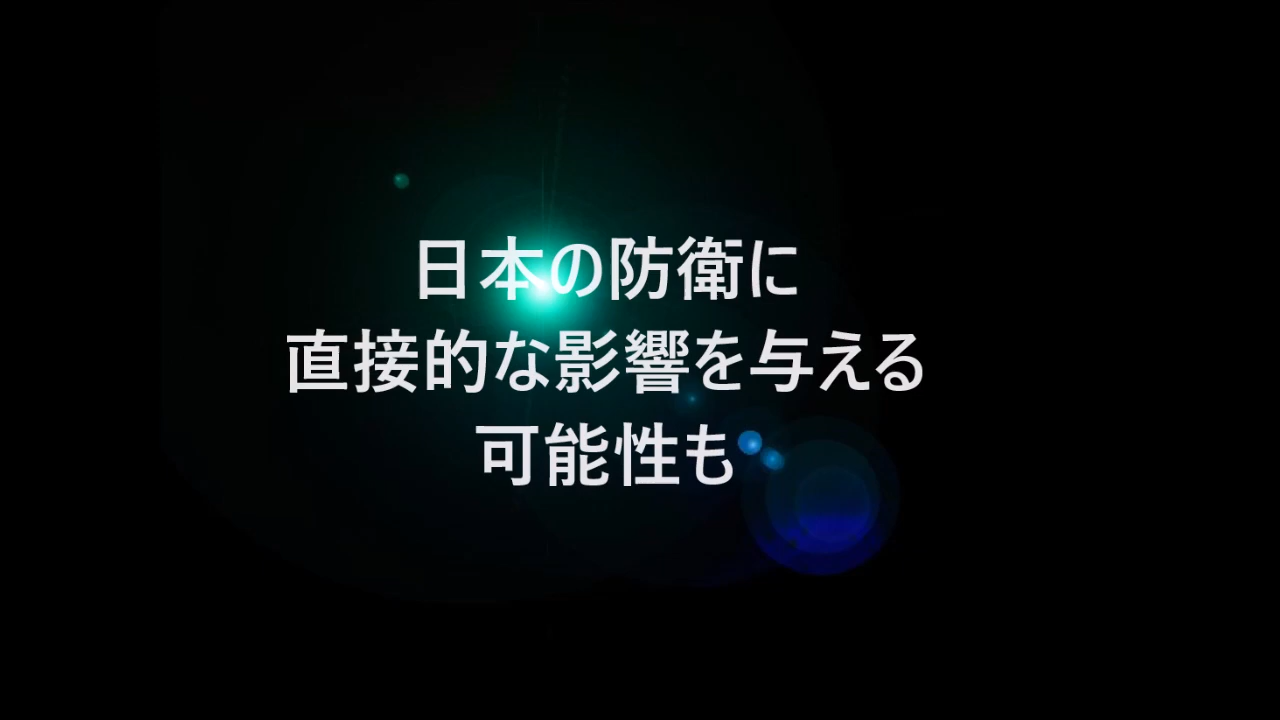 日本の防衛に
直接的な影響を与える
可能性も